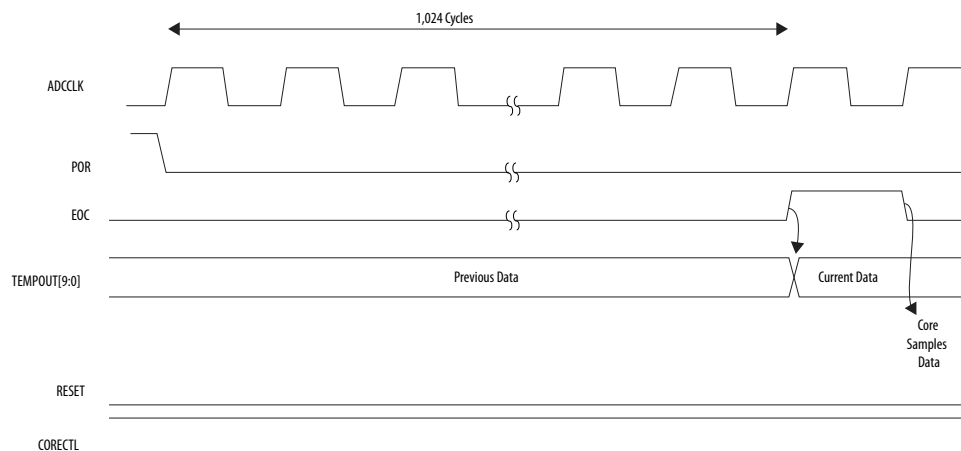 1,024 Cycles
ADCCLK
POR
EOC
TEMPOUT[9:0]
Previous Data
Current Data
Core
Samples
Data
RESET
CORECTL